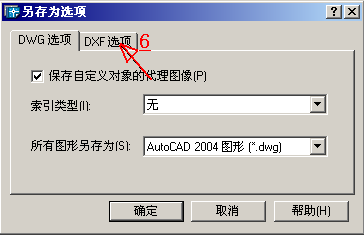 另存为选项
DWG 选项 DXF 选项 6
保存自定义对象的代理图像(P)
索引类型(I): 无
所有图形另存为(S): AutoCAD 2004 图形 (*.dwg)
确定 取消 帮助(H)